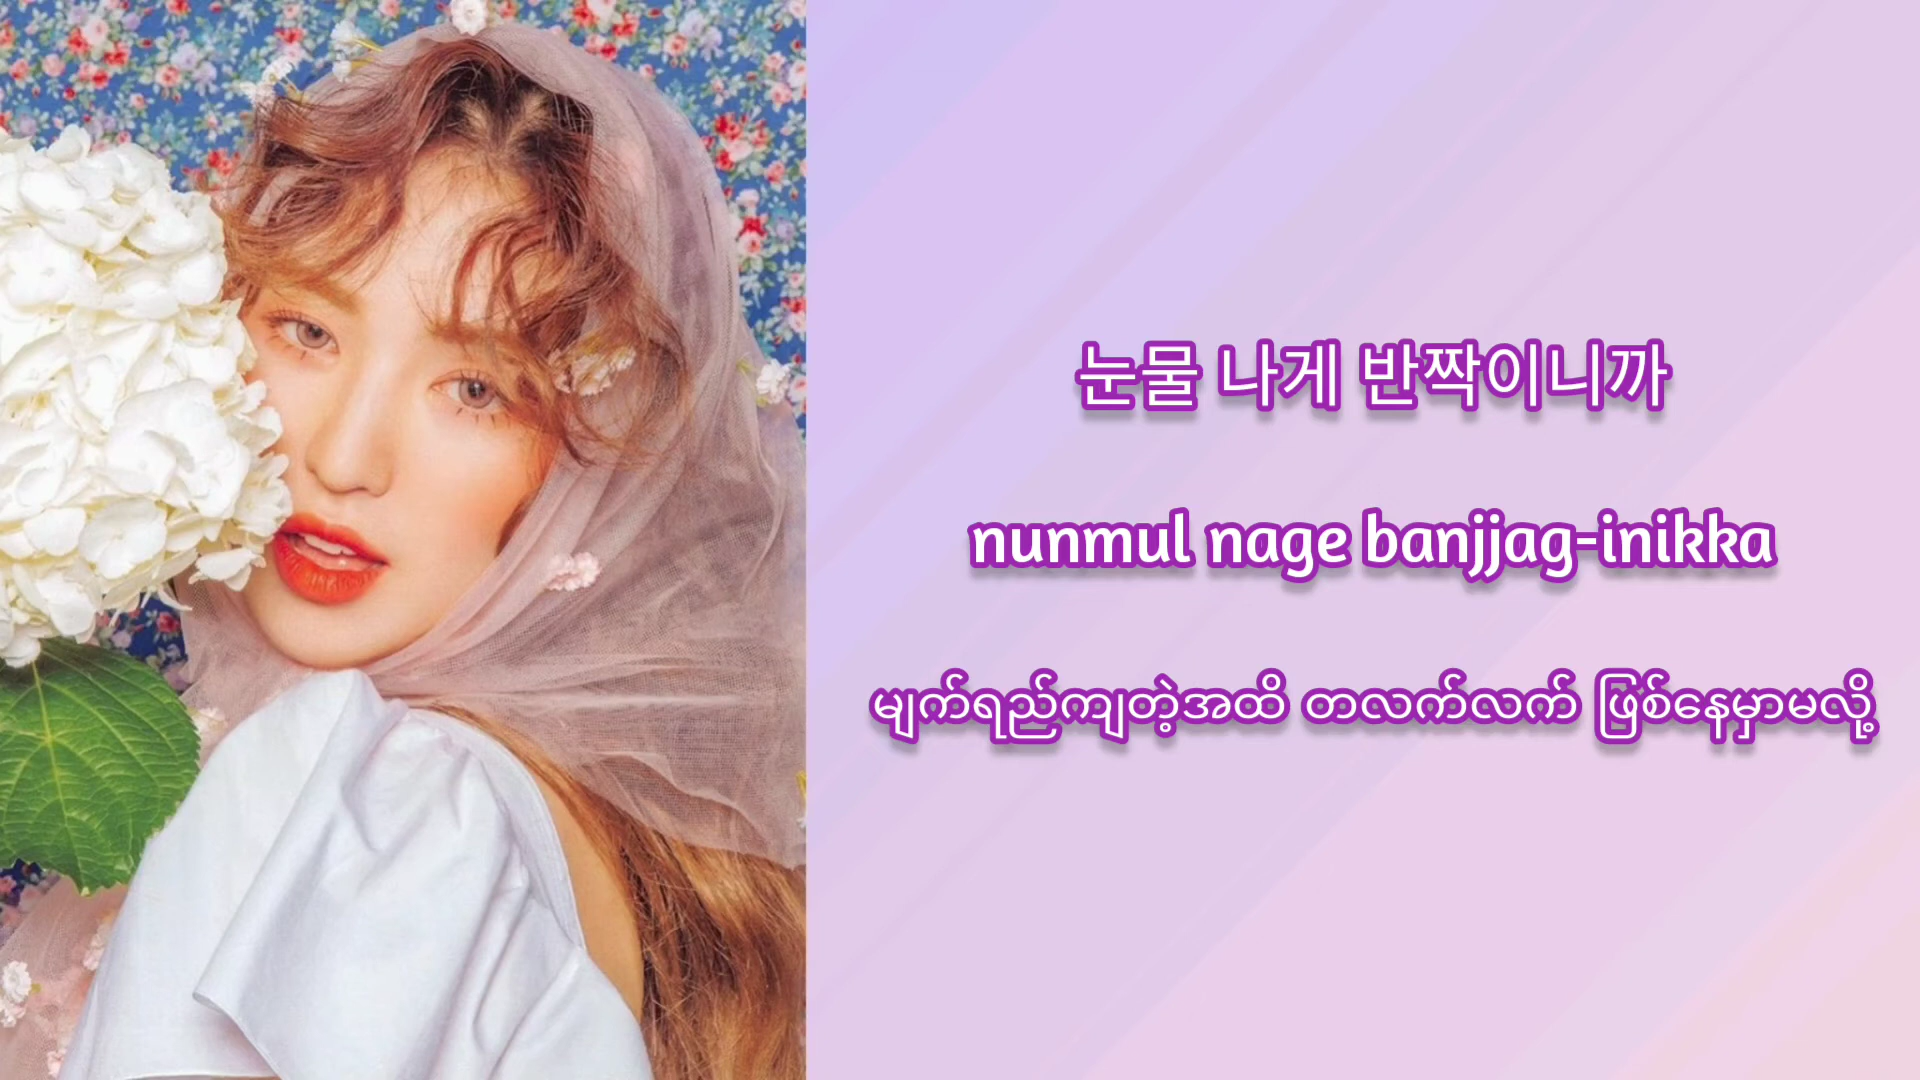 눈물 나게 반짝이니까
nunmul nage banjjag-inikka
မျက်ရည်ကျတဲ့အထိ တလက်လက် ဖြစ်နေမှာမလို့